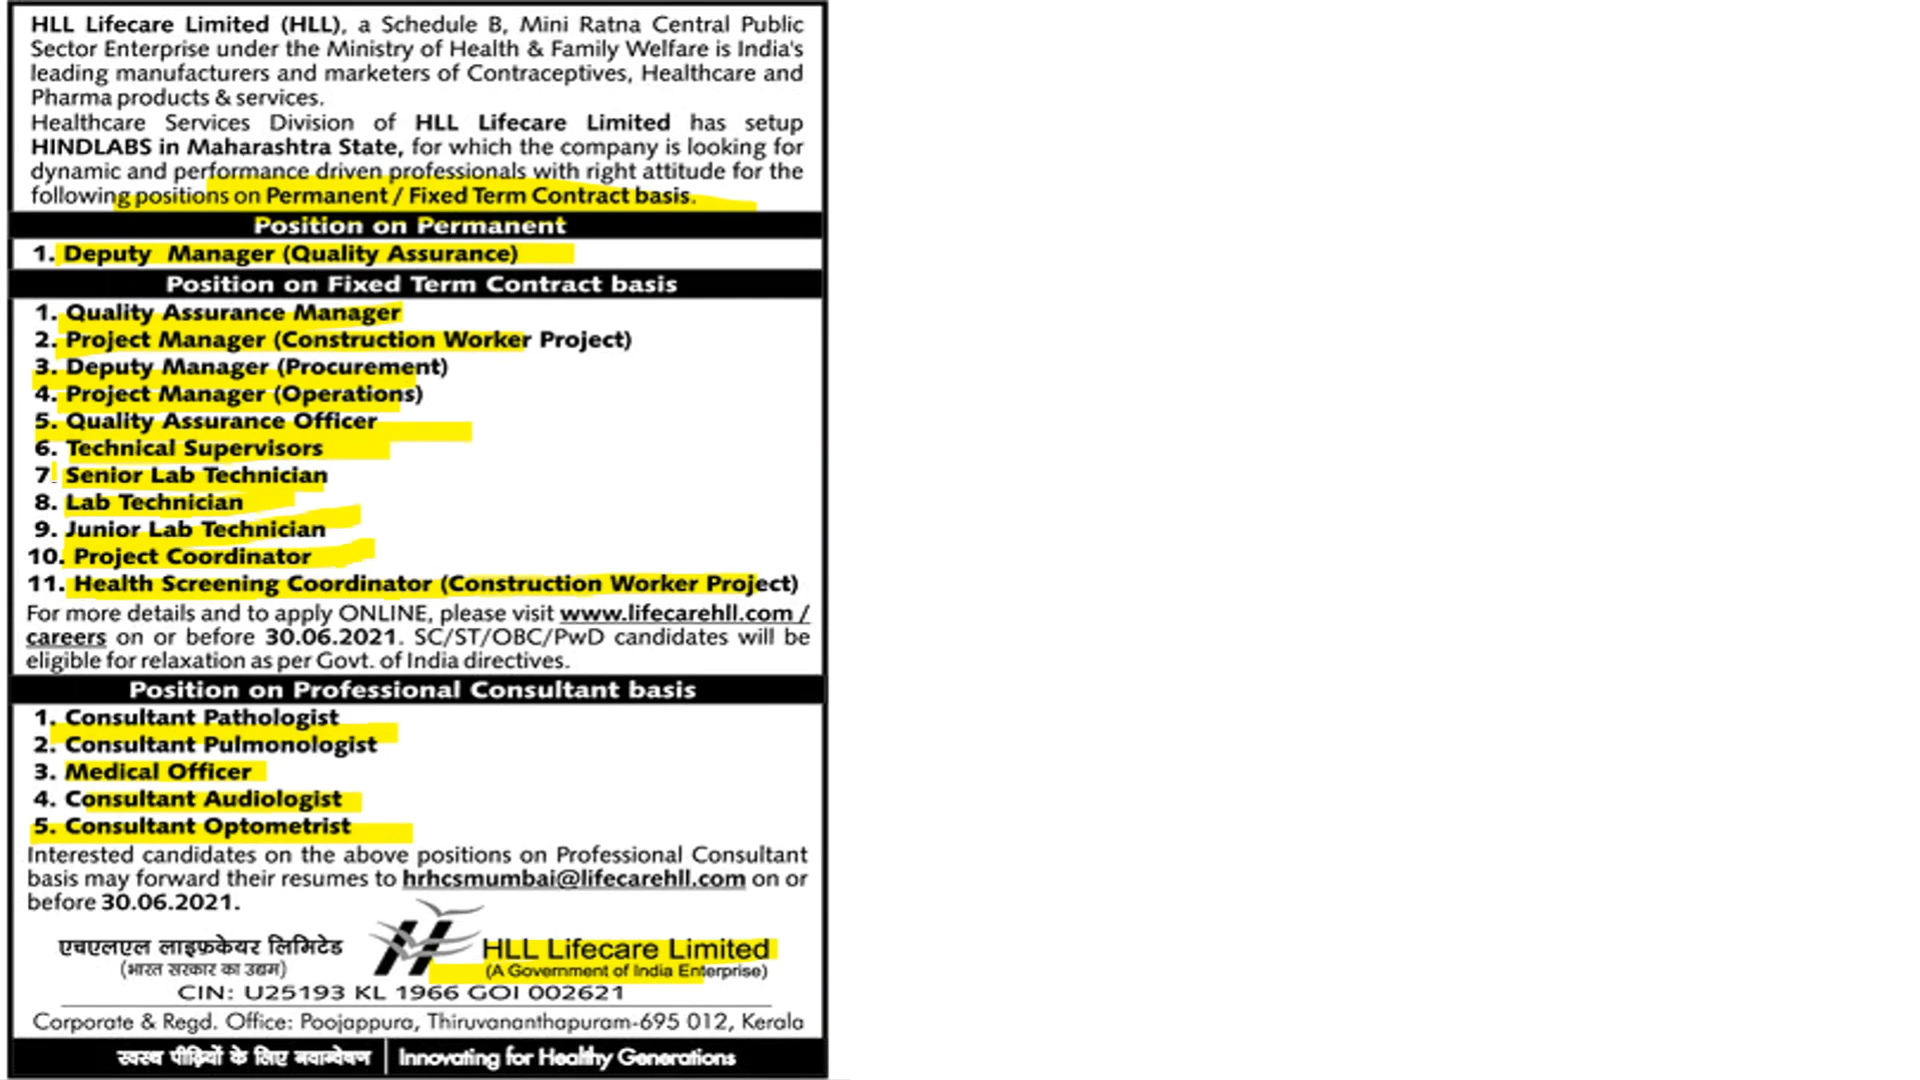 HLL Lifecare Limited (HLL), a Schedule B, Mini Ratna Central Public
Sector Enterprise under the Ministry of Health & Family Welfare is India's
leading manufacturers and marketers of Contraceptives, Healthcare and
Pharma products & services.
Healthcare Services Division of HLL Lifecare Limited has setup
HINDLABS in Maharashtra State, for which the company is looking for
dynamic and performance driven professionals with right attitude for the
following positions on Permanent / Fixed Term Contract basis.
Position on Permanent
1. Deputy Manager (Quality Assurance)
Position on Fixed Term Contract basis
1. Quality Assurance Manager
2. Project Manager (Construction Worker Project)
3. Deputy Manager (Procurement)
4. Project Manager (Operations)
5. Quality Assurance Officer
6. Technical Supervisors
7. Senior Lab Technician
8. Lab Technician
9. Junior Lab Technician
10. Project Coordinator
11. Health Screening Coordinator (Construction Worker Project)
For more details and to apply ONLINE, please visit www.lifecarehll.com /
careers on or before 30.06.2021. SC/ST/OBC/PwD candidates will be
eligible for relaxation as per Govt. of India directives.
Position on Professional Consultant basis
1. Consultant Pathologist
2. Consultant Pulmonologist
3. Medical Officer
4. Consultant Audiologist
5. Consultant Optometrist
Interested candidates on the above positions on Professional Consultant
basis may forward their resumes to hrhcsmumbai@lifecarehll.com on or
before 30.06.2021.
एचएलएल लाइफ़केयर लिमिटेड
(भारत सरकार का उद्यम)
HLL Lifecare Limited
(A Government of India Enterprise)
CIN: U25193 KL 1966 GOI 002621
Corporate & Regd. Office: Poojappura, Thiruvananthapuram-695 012, Kerala
स्वस्थ पीढ़ियों के लिए नवान्वेषण | Innovating for Healthy Generations